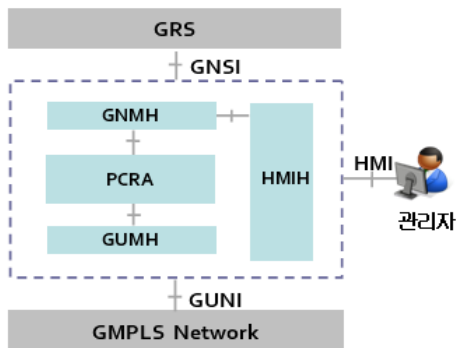 GRS
GNSI
GNMH
PCRA
HMIH
HMI
GUMH
관리자
GUNI
GMPLS Network